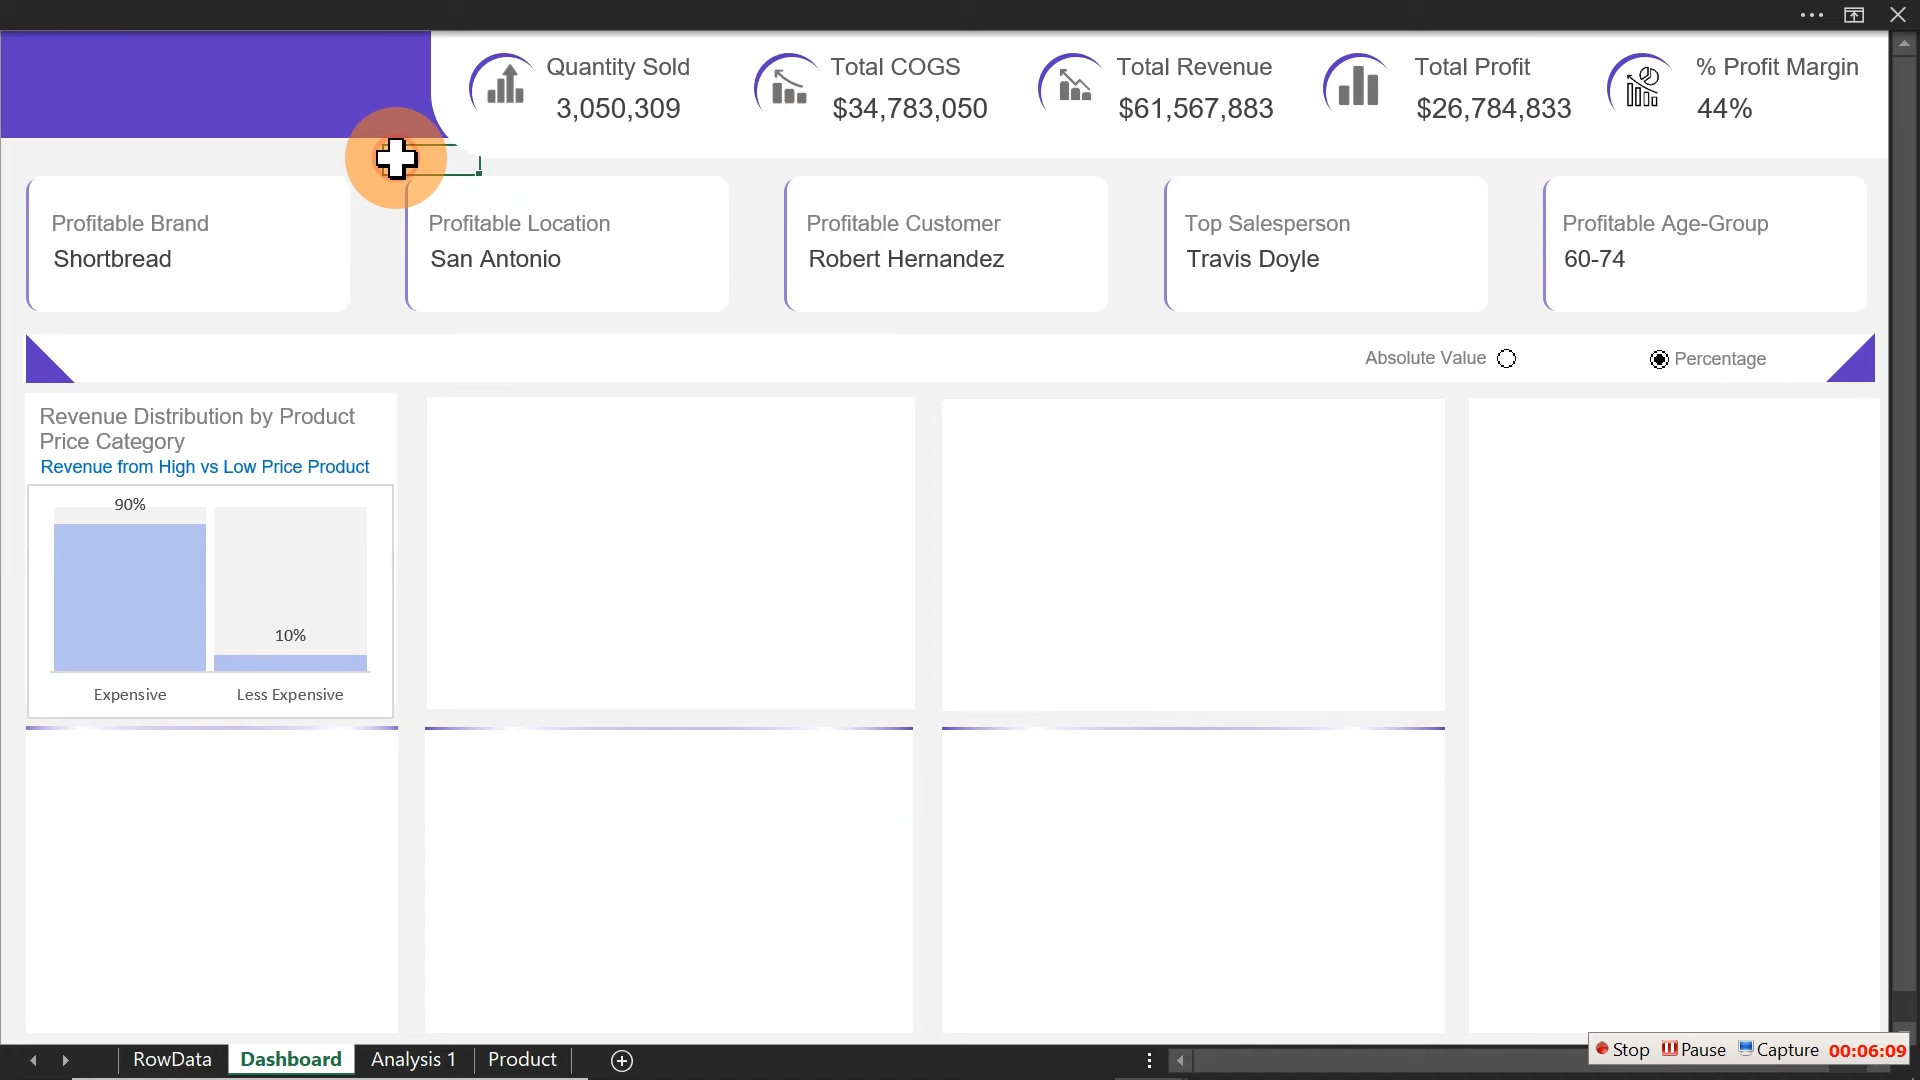 Quantity Sold
3,050,309
Total COGS
$34,783,050
Total Revenue
$61,567,883
Total Profit
$26,784,833
% Profit Margin
44%
Profitable Brand
Shortbread
Profitable Location
San Antonio
Profitable Customer
Robert Hernandez
Top Salesperson
Travis Doyle
Profitable Age-Group
60-74
Absolute Value
Percentage
Revenue Distribution by Product
Price Category
Revenue from High vs Low Price Product
90%
10%
Expensive
Less Expensive
RowData
Dashboard
Analysis 1
Product
Stop
Pause
Capture
00:06:09